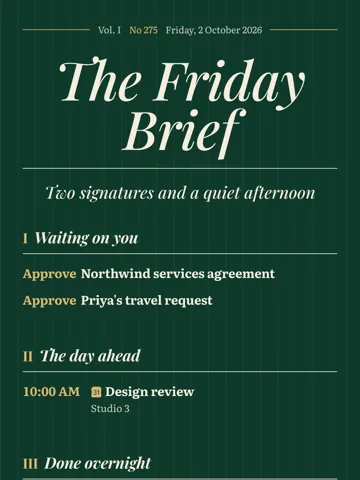 Vol. I No 275 Friday, 2 October 2026
The Friday
Brief
Two signatures and a quiet afternoon
I Waiting on you
Approve Northwind services agreement
Approve Priya's travel request
II The day ahead
10:00 AM 31 Design review
Studio 3
III Done overnight